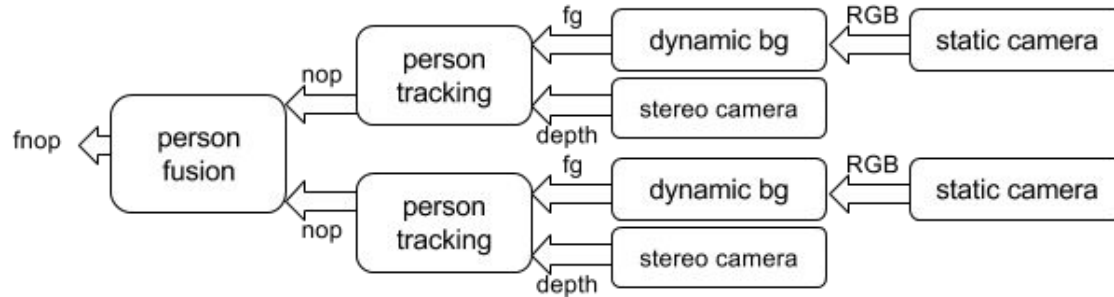 fg
RGB
dynamic bg
static camera
person
tracking
nop
stereo camera
depth
person
fusion
fnop
fg
RGB
dynamic bg
static camera
person
tracking
nop
stereo camera
depth